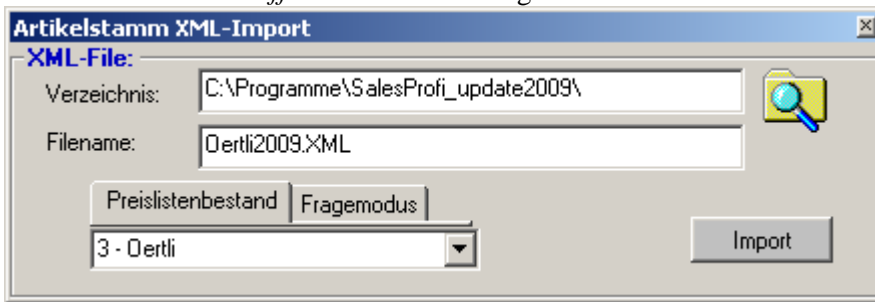 Artikelstamm XML-Import
XML-File:
Verzeichnis: C:\Programme\SalesProfi_update2009\
Filename: Oertli2009.XML
Preislistenbestand Fragemodus
3 - Oertli
Import